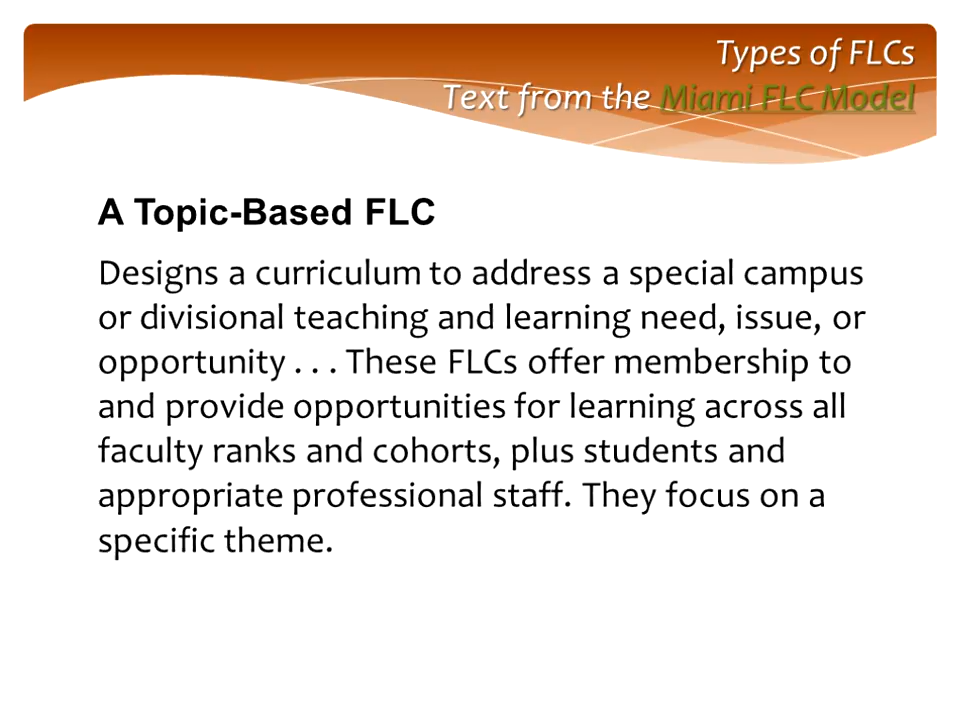 Types of FLCs
Text from the Miami FLC Model
A Topic-Based FLC
Designs a curriculum to address a special campus
or divisional teaching and learning need, issue, or
opportunity . . . These FLCs offer membership to
and provide opportunities for learning across all
faculty ranks and cohorts, plus students and
appropriate professional staff. They focus on a
specific theme.